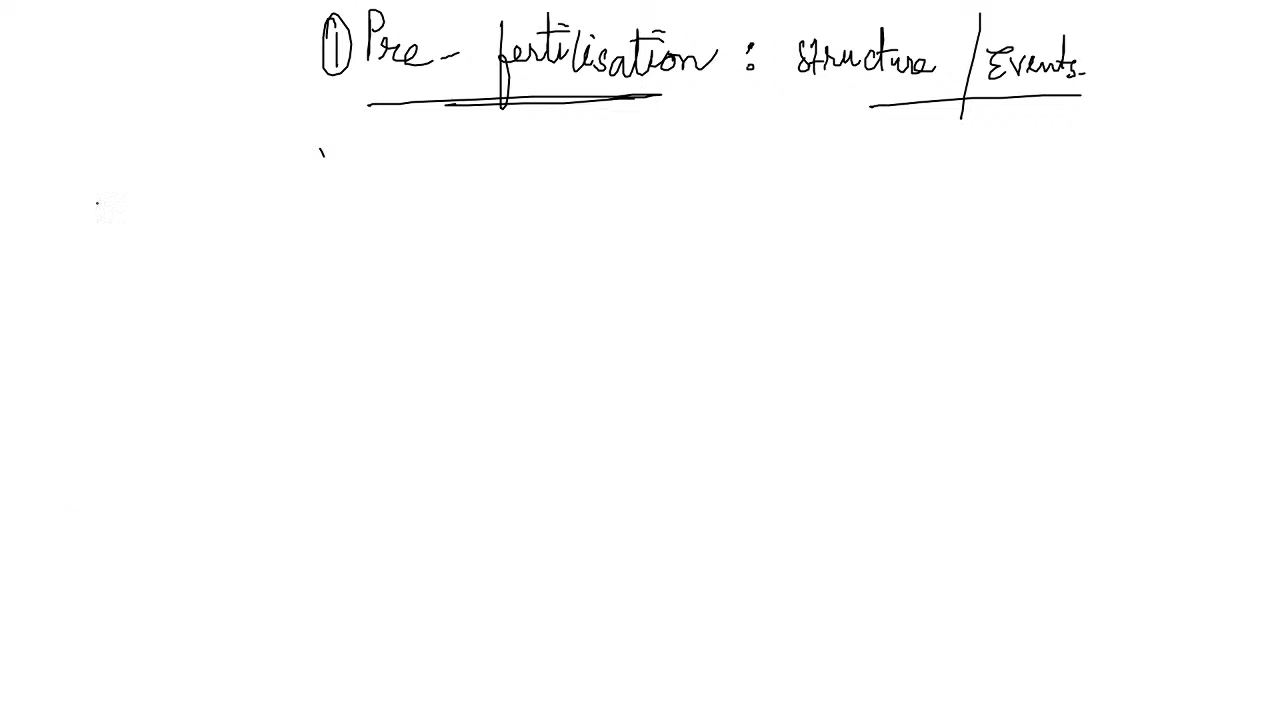 ① Pre- fertilisation : structure / Events.